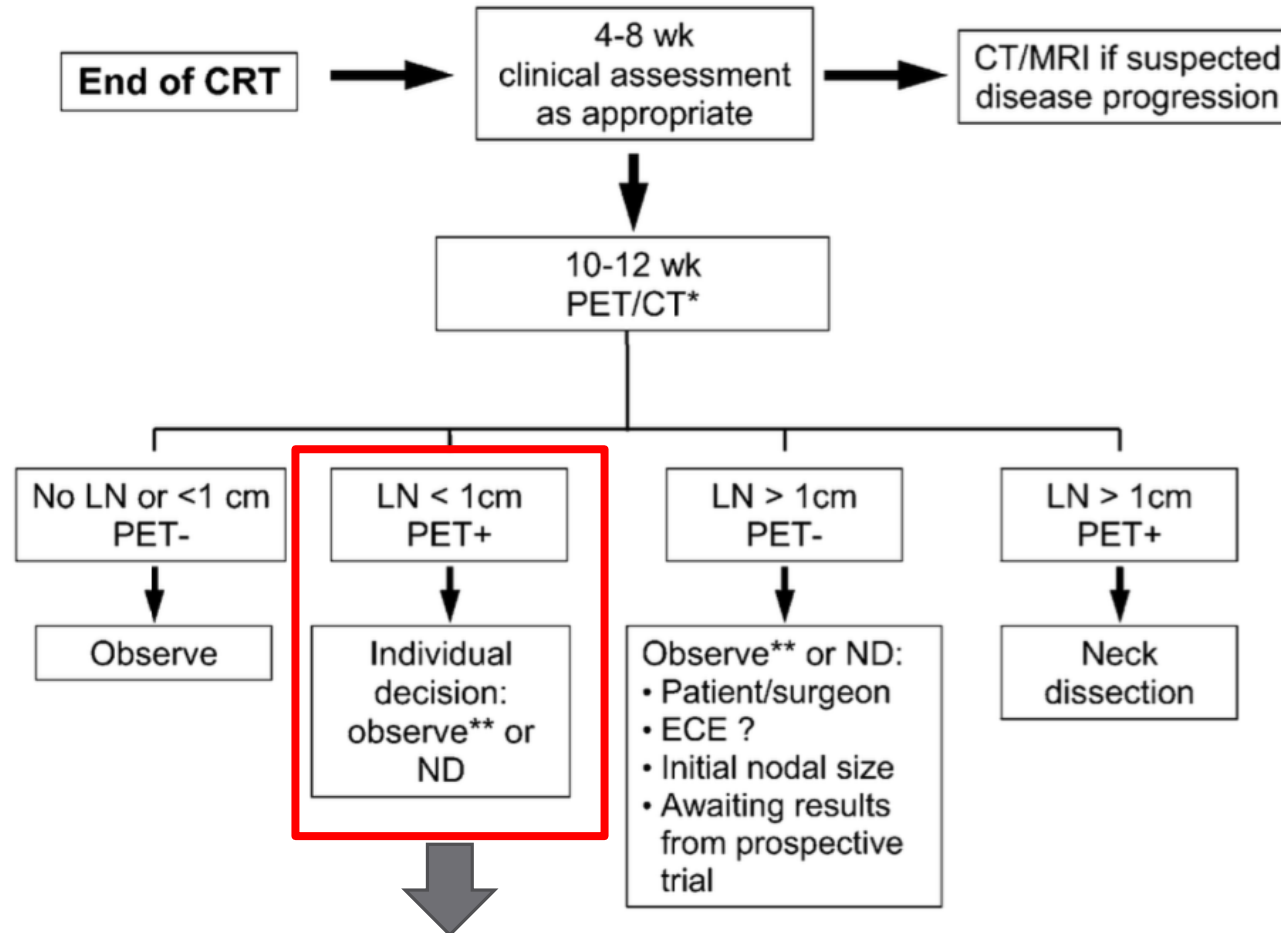 End of CRT
4-8 wk
clinical assessment
as appropriate
CT/MRI if suspected
disease progression
10-12 wk
PET/CT*
No LN or <1 cm
PET-
LN < 1cm
PET+
LN > 1cm
PET-
LN > 1cm
PET+
Observe
Individual
decision:
observe** or
ND
Observe** or ND:
• Patient/surgeon
• ECE ?
• Initial nodal size
• Awaiting results
from prospective
trial
Neck
dissection